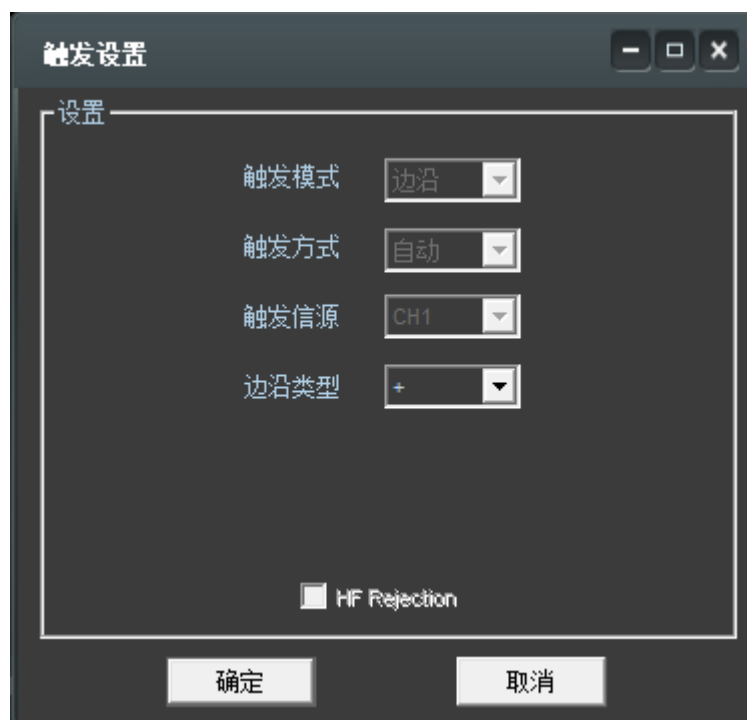 触发设置
设置
触发模式 边沿
触发方式 自动
触发信源 CH1
边沿类型 +
HF Rejection
确定 取消